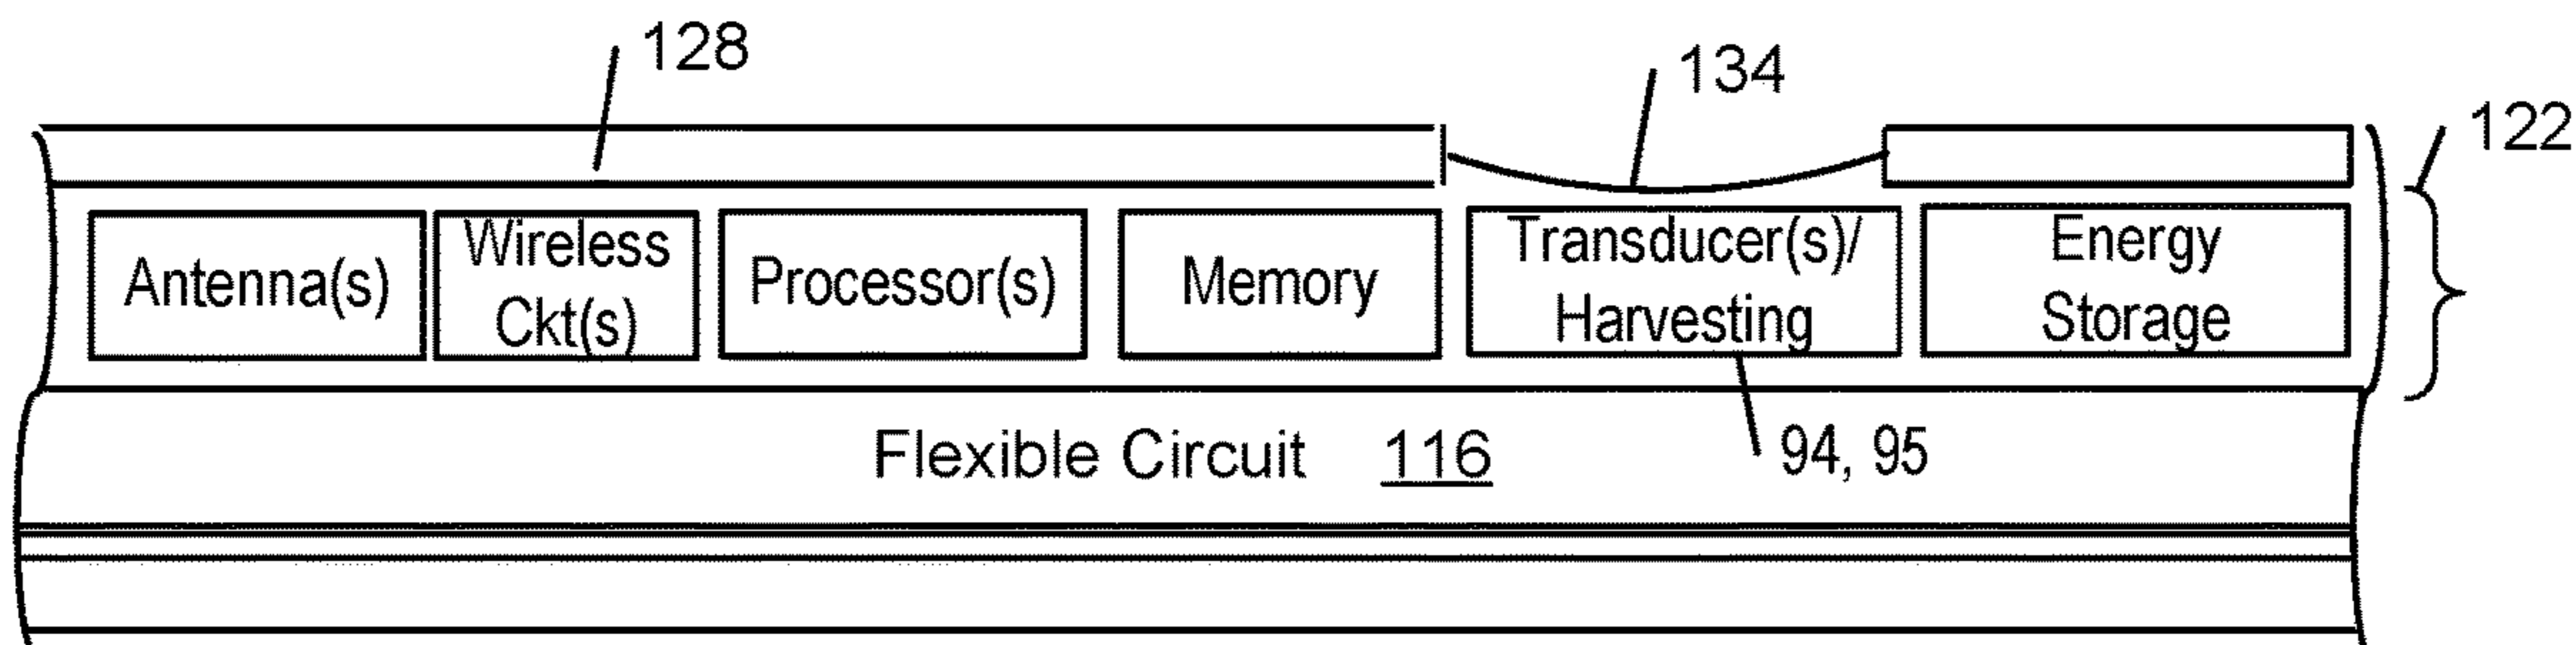 128
134
122
Antenna(s)
Wireless
Ckt(s)
Processor(s)
Memory
Transducer(s)/
Harvesting
Energy
Storage
Flexible Circuit 116
94, 95